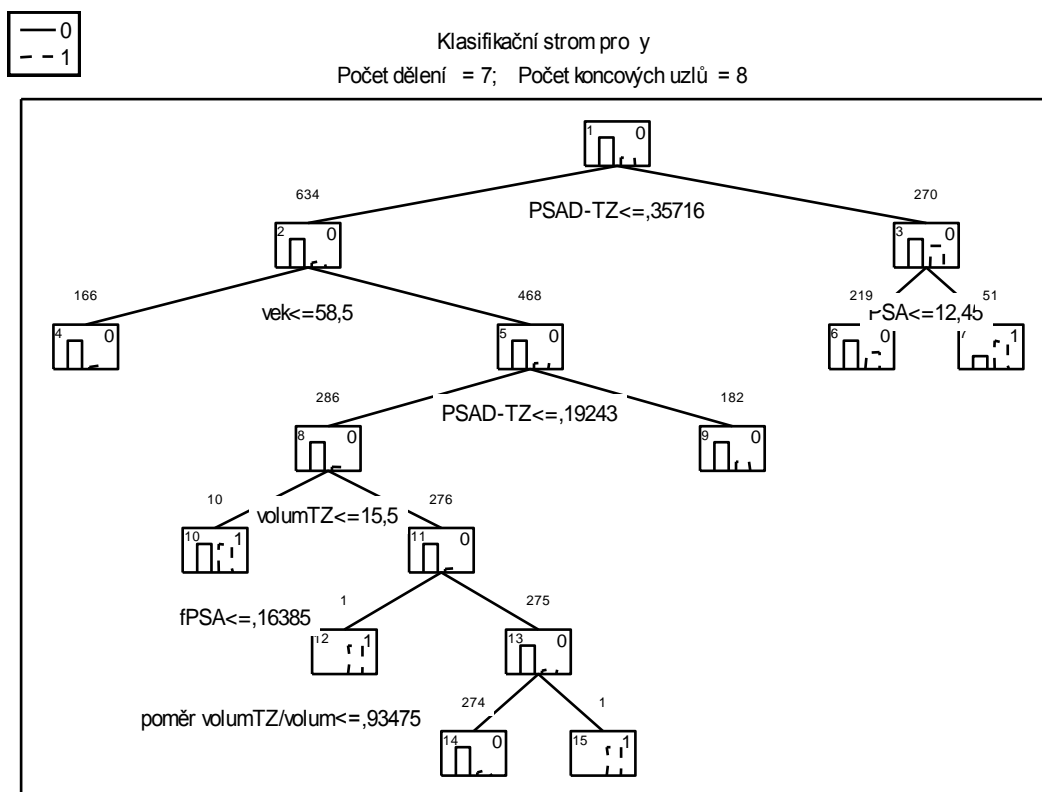 0
1
Klasifikační strom pro y
Počet dělení = 7; Počet koncových uzlů = 8
1 0
634 270
PSAD-TZ<=,35716
2 0 3 0
166 468 219 51
vek<=58,5 PSA<=12,45
4 0 5 0 6 0 7 1
286 182
PSAD-TZ<=,19243
8 0 9 0
10 276
volumTZ<=15,5
10 1 11 0
1 275
fPSA<=,16385
12 1 13 0
274 1
poměr volumTZ/volum<=,93475
14 0 15 1